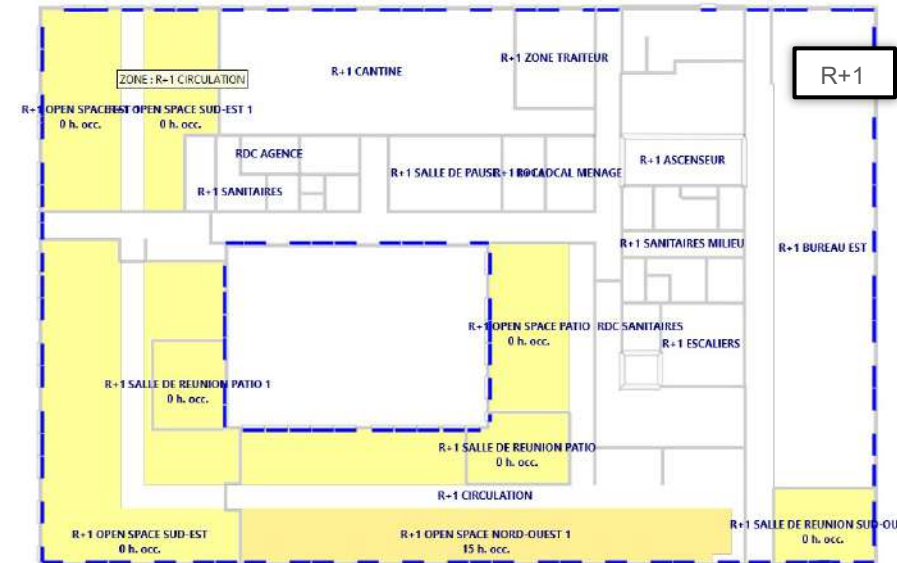 R+1
R+1 CANTINE
R+1 ZONE TRAITEUR
ZONE : R+1 CIRCULATION
R+1 OPEN SPACE
OPEN SPACE SUD-EST 1
0 h. occ.
0 h. occ.
RDC AGENCE
R+1 SANITAIRES
R+1 SALLE DE PAUSE
R+1
MENAGE
R+1 ASCENSEUR
R+1 SANITAIRES MILIEU
R+1 BUREAU EST
R+1 OPEN SPACE PATIO
0 h. occ.
RDC SANITAIRES
R+1 ESCALIERS
R+1 SALLE DE REUNION PATIO 1
0 h. occ.
R+1 SALLE DE REUNION PATIO
0 h. occ.
R+1 CIRCULATION
R+1 OPEN SPACE SUD-EST
0 h. occ.
R+1 OPEN SPACE NORD-OUEST 1
15 h. occ.
R+1 SALLE DE REUNION SUD-OU
0 h. occ.